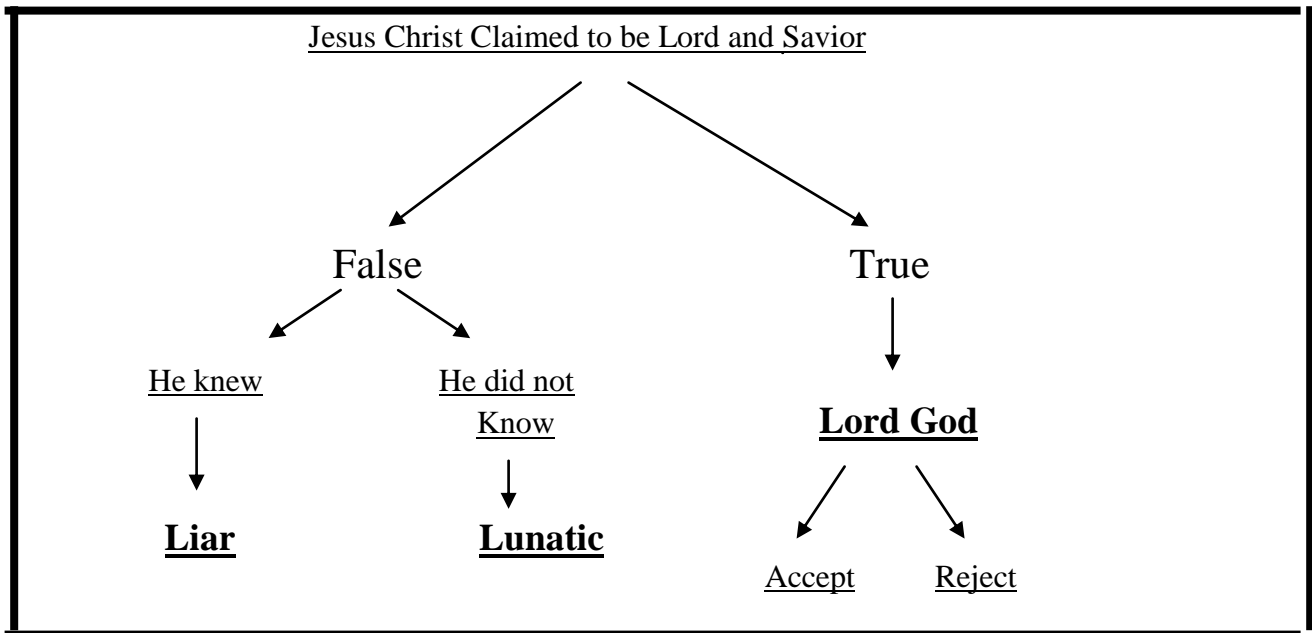 Jesus Christ Claimed to be Lord and Savior
False
True
He knew
He did not
Know
Lord God
Liar
Lunatic
Accept
Reject